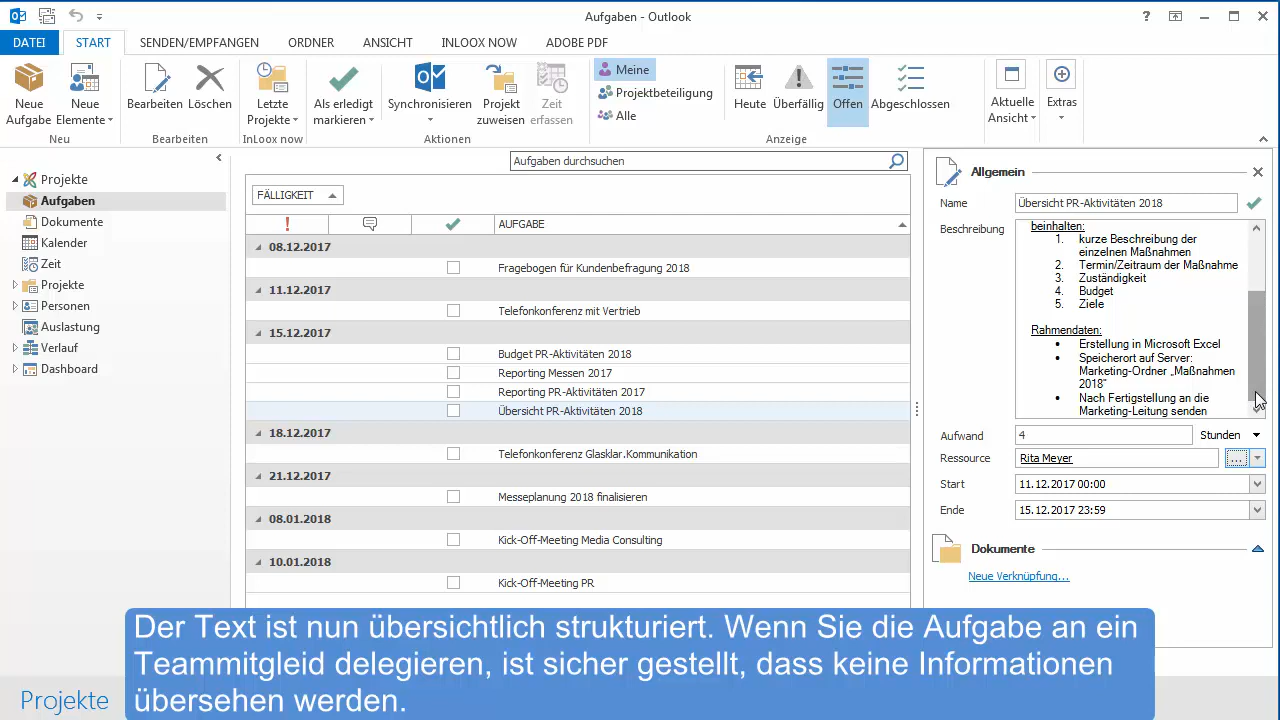 Aufgaben - Outlook
?
DATEI
START
SENDEN/EMPFANGEN
ORDNER
ANSICHT
INLOOX NOW
ADOBE PDF
Neue Aufgabe
Neue Elemente
Neu
Bearbeiten
Löschen
Bearbeiten
Letzte Projekte
InLoox now
Als erledigt markieren
Synchronisieren
Projekt zuweisen
Zeit erfassen
Aktionen
Meine
Projektbeteiligung
Alle
Heute
Überfällig
Offen
Abgeschlossen
Anzeige
Aktuelle Ansicht
Extras
Projekte
Aufgaben
Dokumente
Kalender
Zeit
Projekte
Personen
Auslastung
Verlauf
Dashboard
Aufgaben durchsuchen
FÄLLIGKEIT
AUFGABE
08.12.2017
Fragebogen für Kundenbefragung 2018
11.12.2017
Telefonkonferenz mit Vertrieb
15.12.2017
Budget PR-Aktivitäten 2018
Reporting Messen 2017
Reporting PR-Aktivitäten 2017
Übersicht PR-Aktivitäten 2018
18.12.2017
Telefonkonferenz Glasklar.Kommunikation
21.12.2017
Messeplanung 2018 finalisieren
08.01.2018
Kick-Off-Meeting Media Consulting
10.01.2018
Kick-Off-Meeting PR
Allgemein
Name
Übersicht PR-Aktivitäten 2018
Beschreibung
beinhalten:
1. kurze Beschreibung der
einzelnen Maßnahmen
2. Termin/Zeitraum der Maßnahme
3. Zuständigkeit
4. Budget
5. Ziele
Rahmendaten:
• Erstellung in Microsoft Excel
• Speicherort auf Server:
Marketing-Ordner „Maßnahmen
2018"
• Nach Fertigstellung an die
Marketing-Leitung senden
Aufwand
4
Stunden
Ressource
Rita Meyer
...
Start
11.12.2017 00:00
Ende
15.12.2017 23:59
Dokumente
Neue Verknüpfung...
Projekte
Der Text ist nun übersichtlich strukturiert. Wenn Sie die Aufgabe an ein
Teammitgleid delegieren, ist sicher gestellt, dass keine Informationen
übersehen werden.